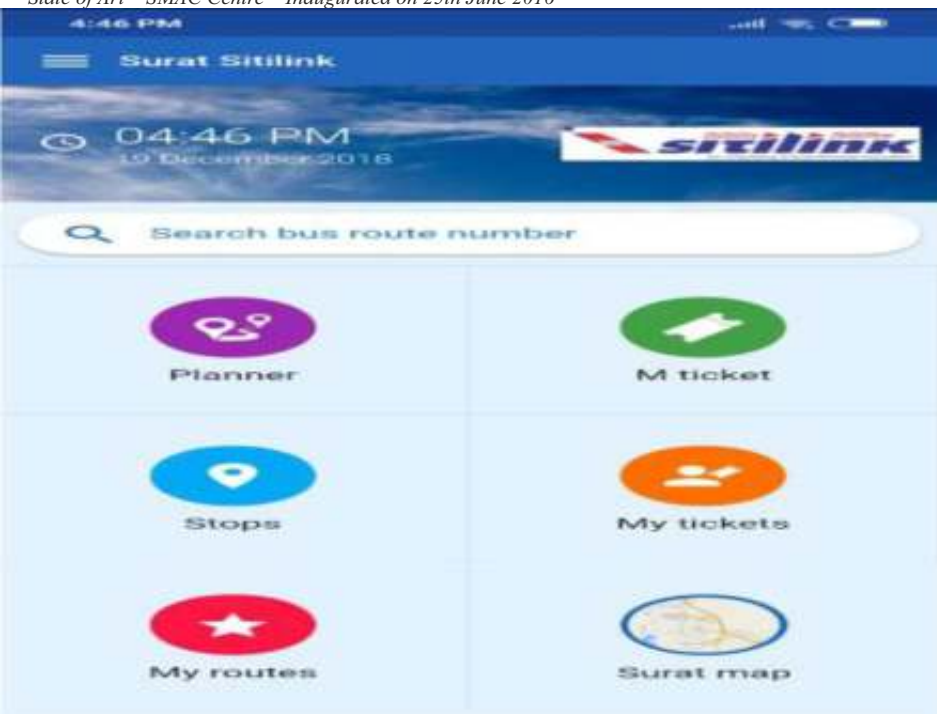 State of Art – SMAC Centre – Inaugurated on 25th June 2016
4:46 PM
Surat Sitilink
04:46 PM
19 December 2018
sitilink
Search bus route number
Planner
M ticket
Stops
My tickets
My routes
Surat map